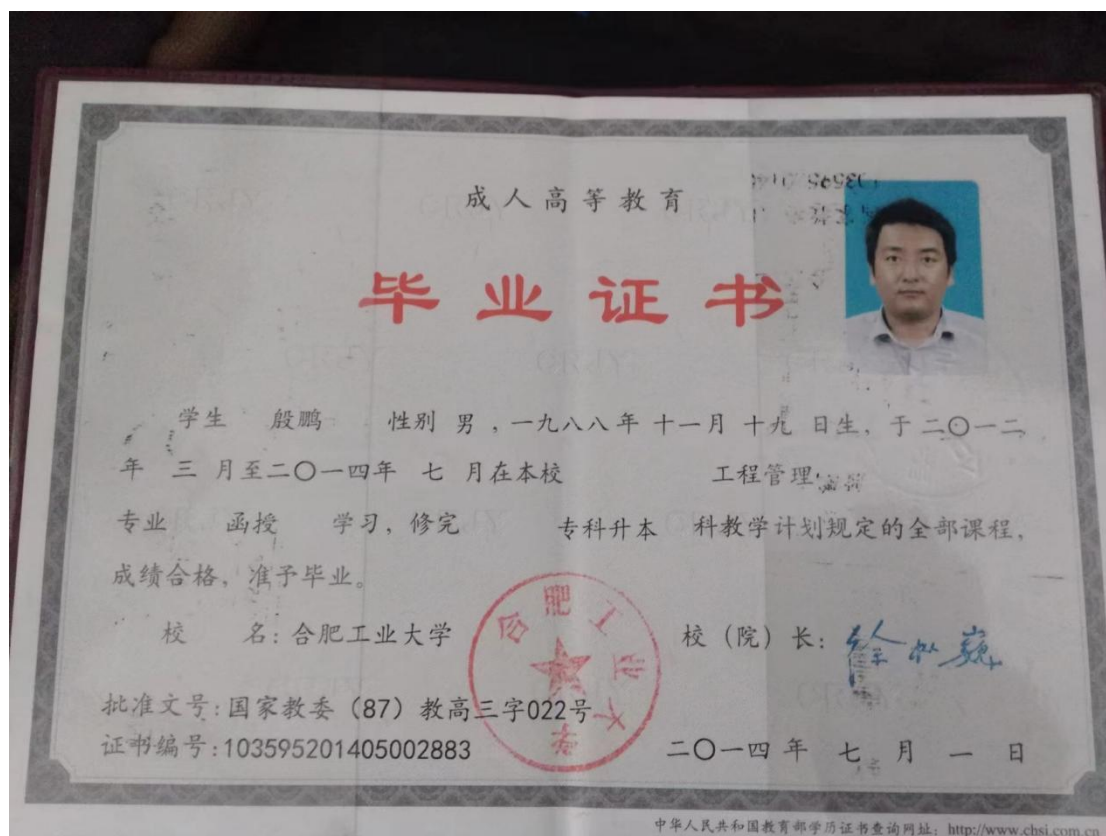 成人高等教育
毕业证书
学生 殷鹏 性别 男 ,一九八八年 十一月 十九 日生, 于二〇一二
年 三 月至二〇一四年 七 月在本校 工程管理
专业 函授 学习, 修完 专科升本 科教学计划规定的全部课程,
成绩合格, 准予毕业。
校 名: 合肥工业大学 校（院）长:
合肥工业大学
批准文号: 国家教委（87）教高三字022号
证书编号: 103595201405002883 二〇一四 年 七 月 一 日
中华人民共和国教育部学历证书查询网址: http://www.chsi.com.cn